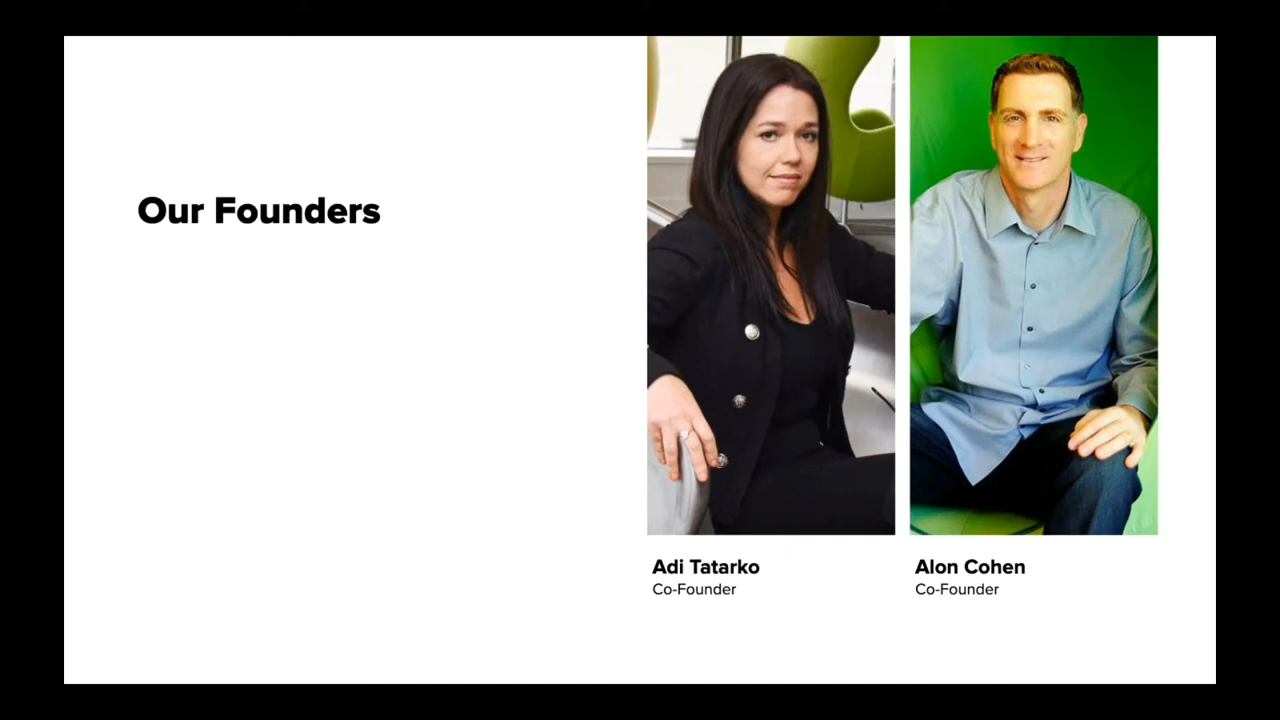 Our Founders
Adi Tatarko
Co-Founder
Alon Cohen
Co-Founder